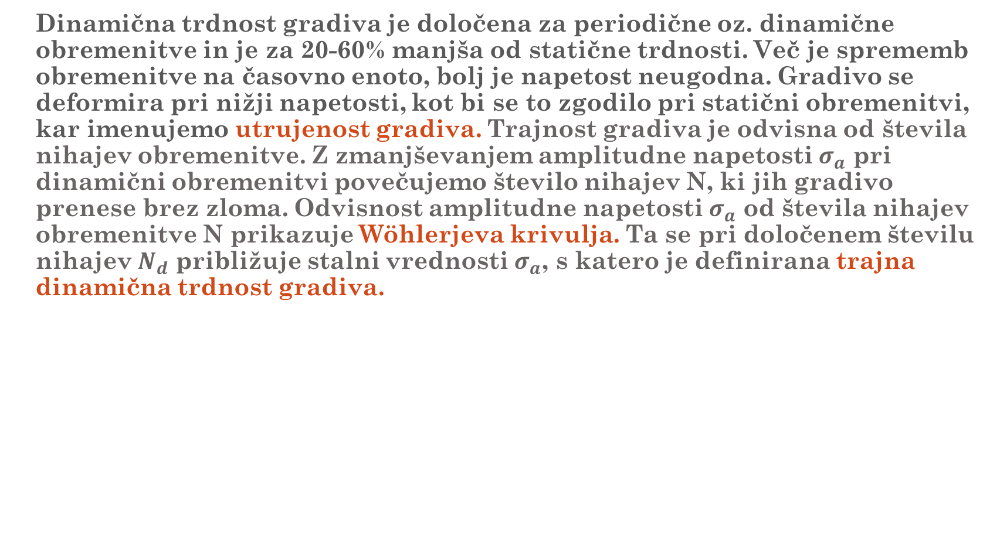 Dinamična trdnost gradiva je določena za periodične oz. dinamične
obremenitve in je za 20-60% manjša od statične trdnosti. Več je sprememb
obremenitve na časovno enoto, bolj je napetost neugodna. Gradivo se
deformira pri nižji napetosti, kot bi se to zgodilo pri statični obremenitvi,
kar imenujemo utrujenost gradiva. Trajnost gradiva je odvisna od števila
nihajev obremenitve. Z zmanjševanjem amplitudne napetosti σₐ pri
dinamični obremenitvi povečujemo število nihajev N, ki jih gradivo
prenese brez zloma. Odvisnost amplitudne napetosti σₐ od števila nihajev
obremenitve N prikazuje Wöhlerjeva krivulja. Ta se pri določenem številu
nihajev N_d približuje stalni vrednosti σₐ, s katero je definirana trajna
dinamična trdnost gradiva.